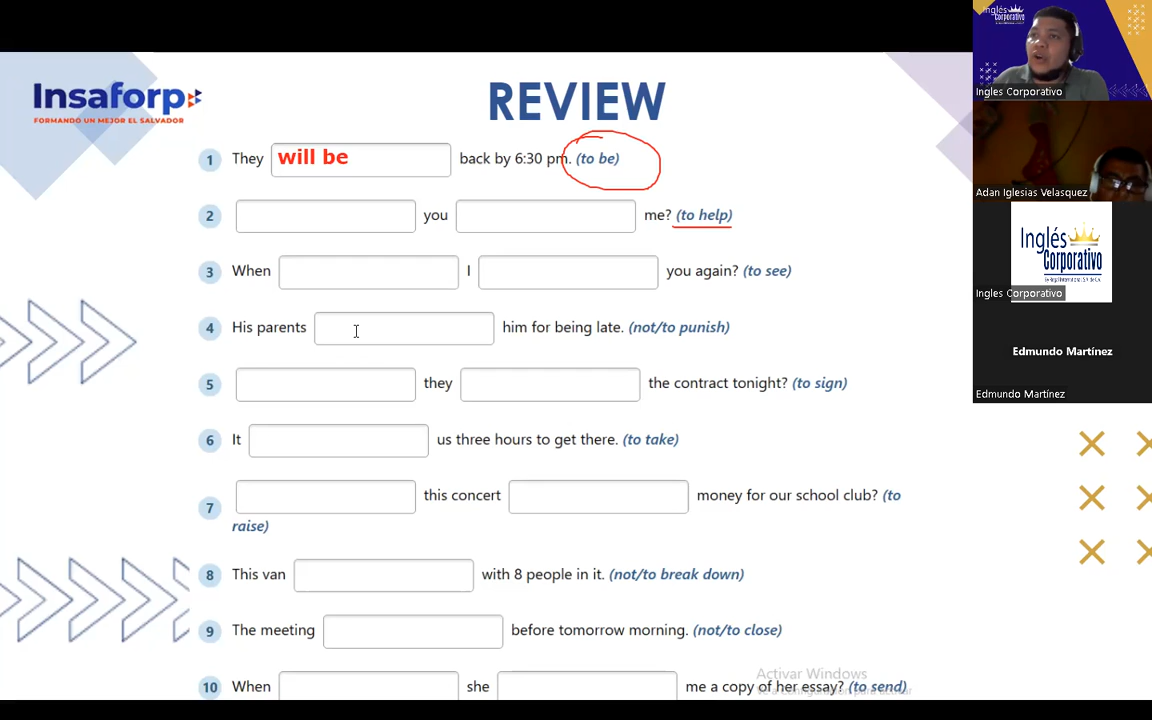 Insaforp
FORMANDO UN MEJOR EL SALVADOR
REVIEW
1 They will be back by 6:30 pm. (to be)
2 you me? (to help)
3 When I you again? (to see)
4 His parents him for being late. (not/to punish)
5 they the contract tonight? (to sign)
6 It us three hours to get there. (to take)
7 this concert money for our school club? (to
raise)
8 This van with 8 people in it. (not/to break down)
9 The meeting before tomorrow morning. (not/to close)
10 When she me a copy of her essay? (to send)
Activar Windows
Inglés
Corporativo
Ingles Corporativo
Adan Iglesias Velasquez
Inglés
Corporativo
Ingles Corporativo
Edmundo Martínez
Edmundo Martínez